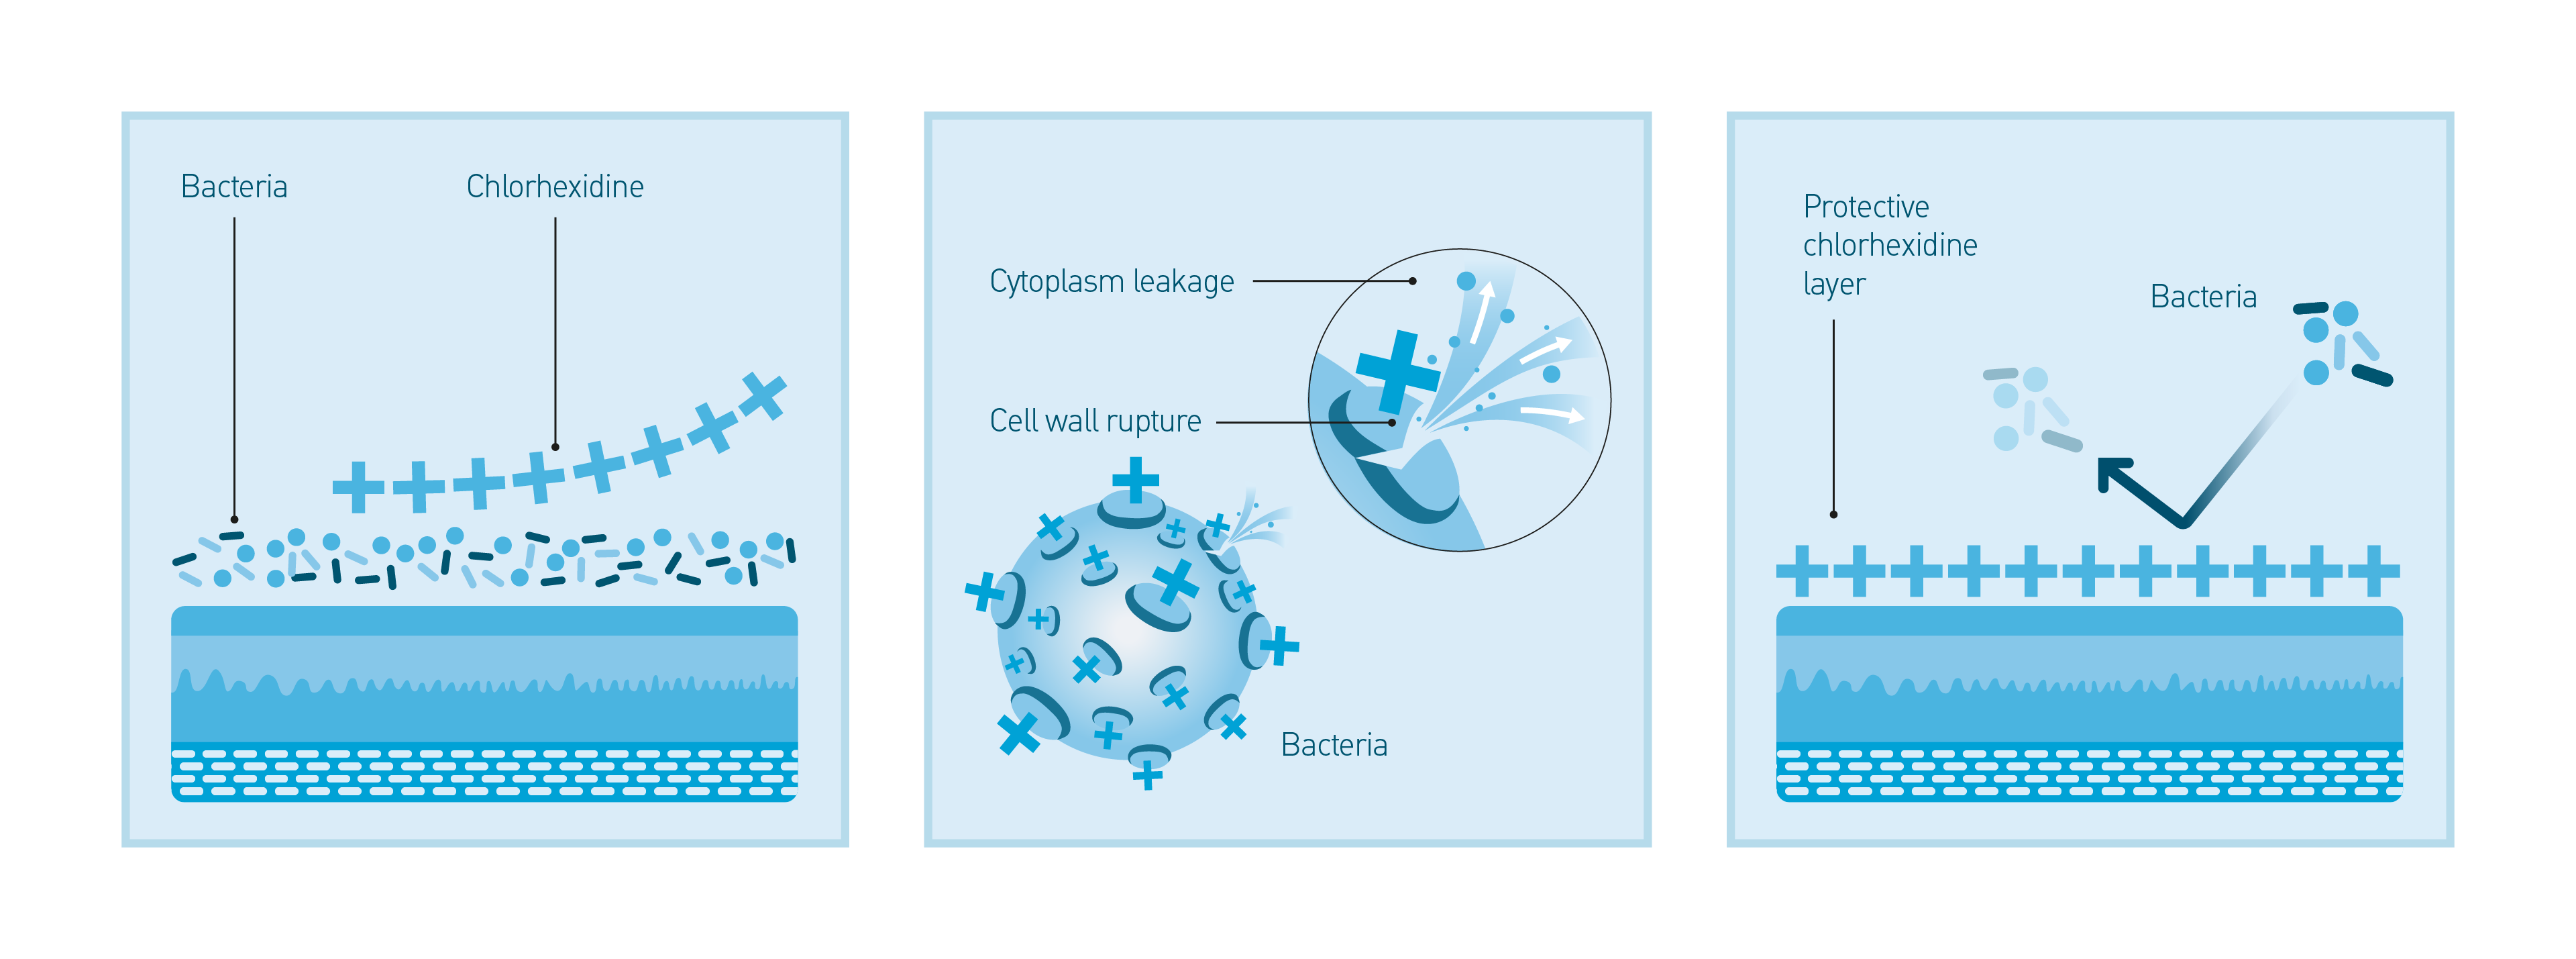 Bacteria
Chlorhexidine
Cytoplasm leakage
Cell wall rupture
Bacteria
Protective
chlorhexidine
layer
Bacteria